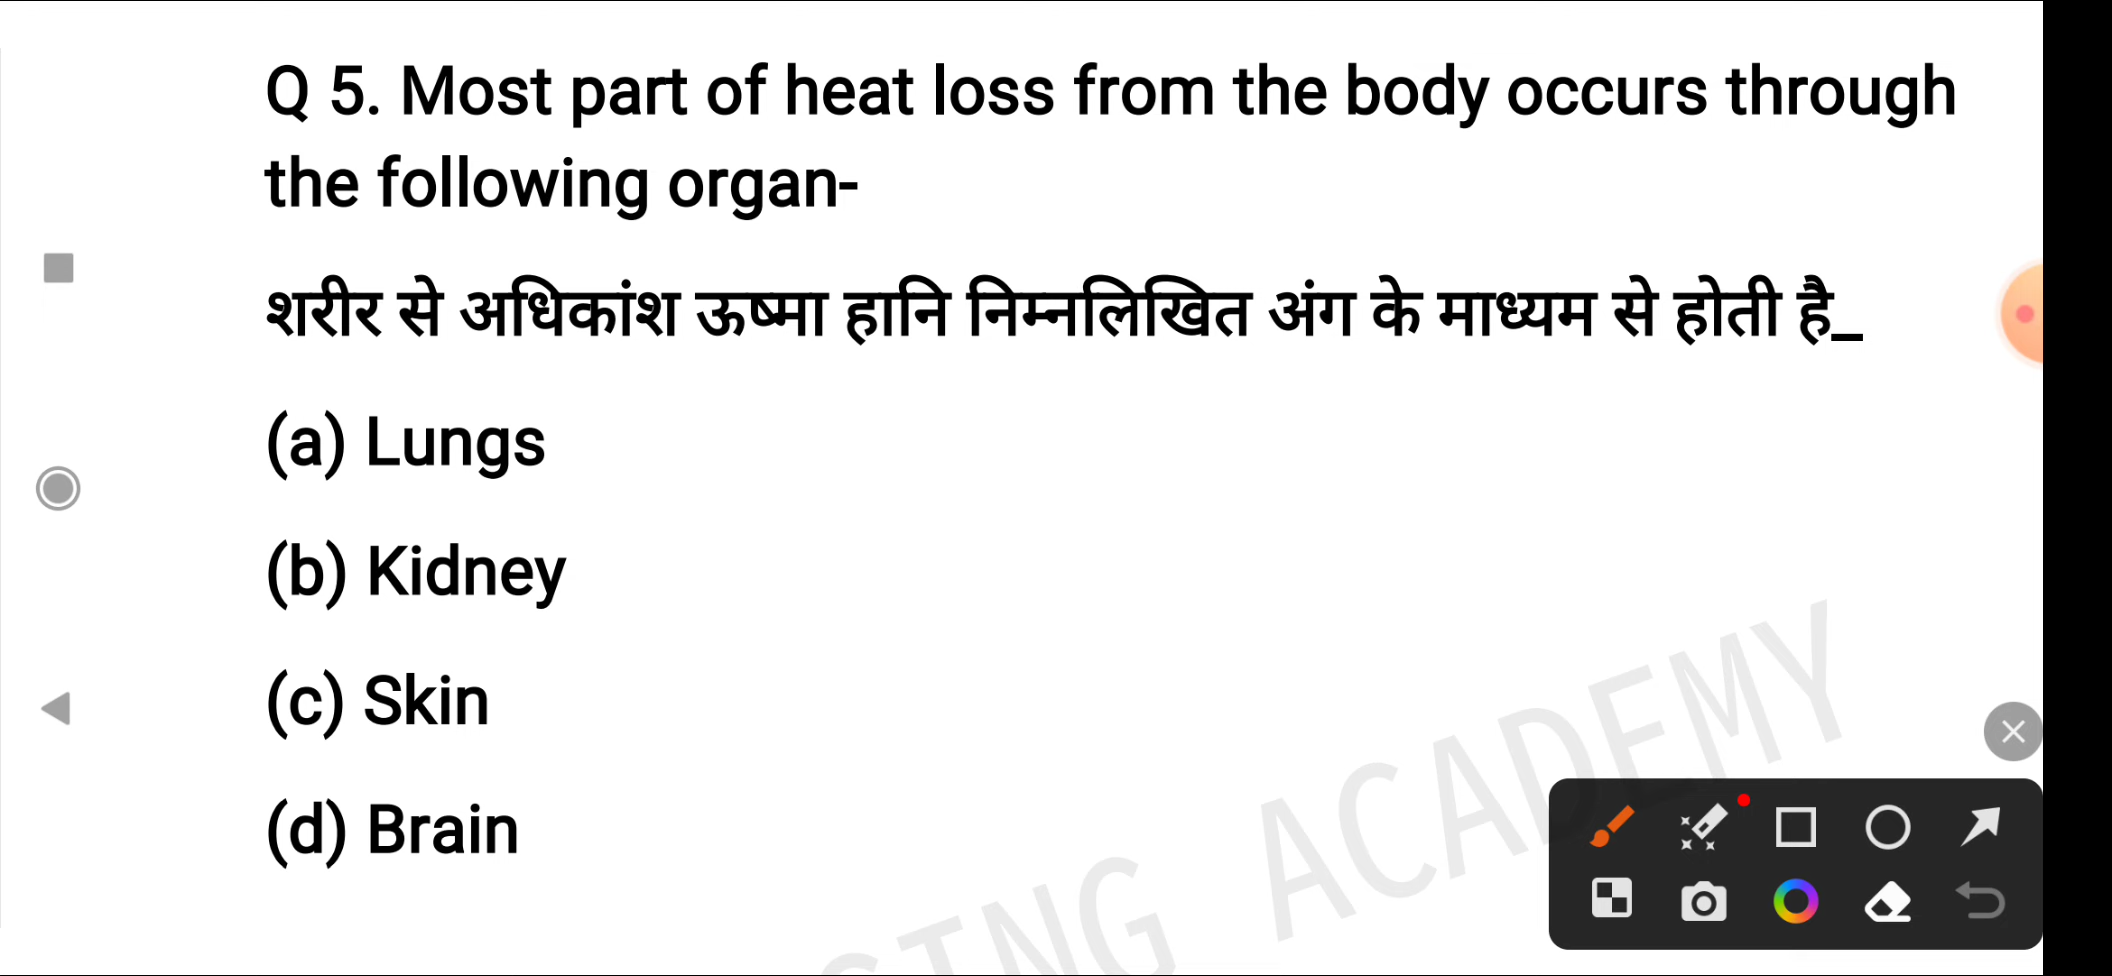 Q 5. Most part of heat loss from the body occurs through
the following organ-
शरीर से अधिकांश ऊष्मा हानि निम्नलिखित अंग के माध्यम से होती है_
(a) Lungs
(b) Kidney
(c) Skin
(d) Brain
ACADEMY